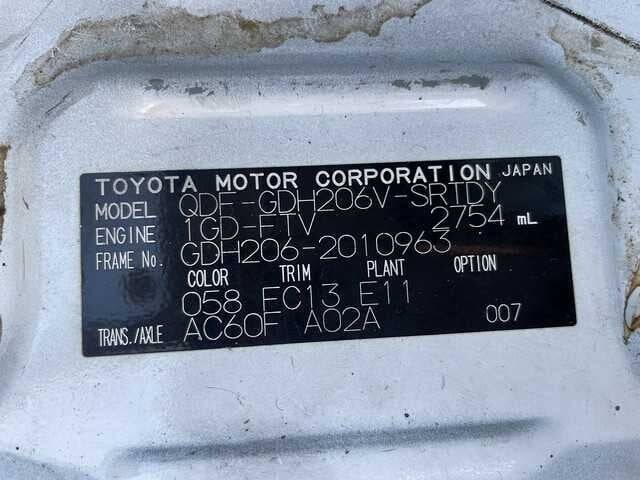 TOYOTA MOTOR CORPORATION JAPAN
MODEL QDF-GDH206V-SRTDY
ENGINE 1GD-FTV 2754 mL
FRAME No. GDH206-2010963
COLOR TRIM PLANT OPTION
058 EC13 E11
TRANS./AXLE AC60F A02A 007